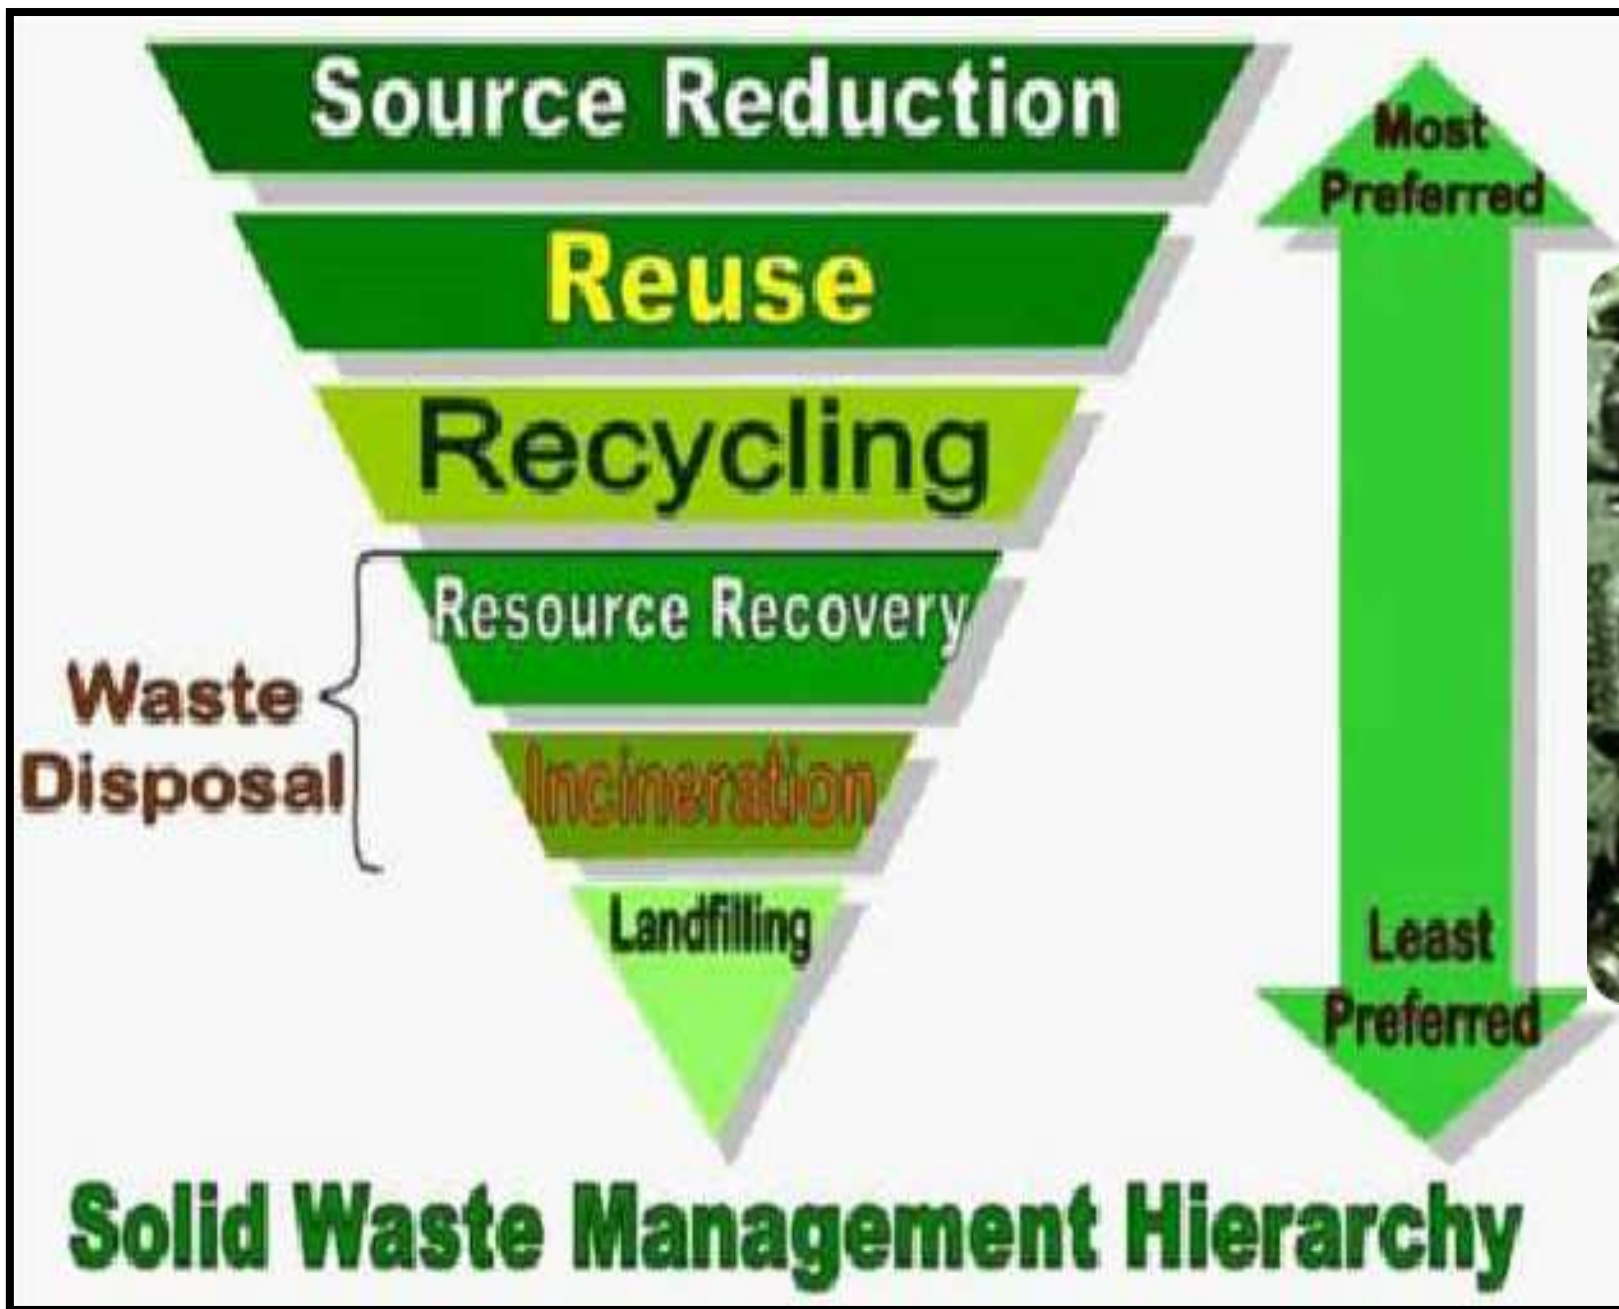 Source Reduction
Most
Preferred
Reuse
Recycling
Resource Recovery
Waste
Disposal
Incineration
Landfilling
Least
Preferred
Solid Waste Management Hierarchy